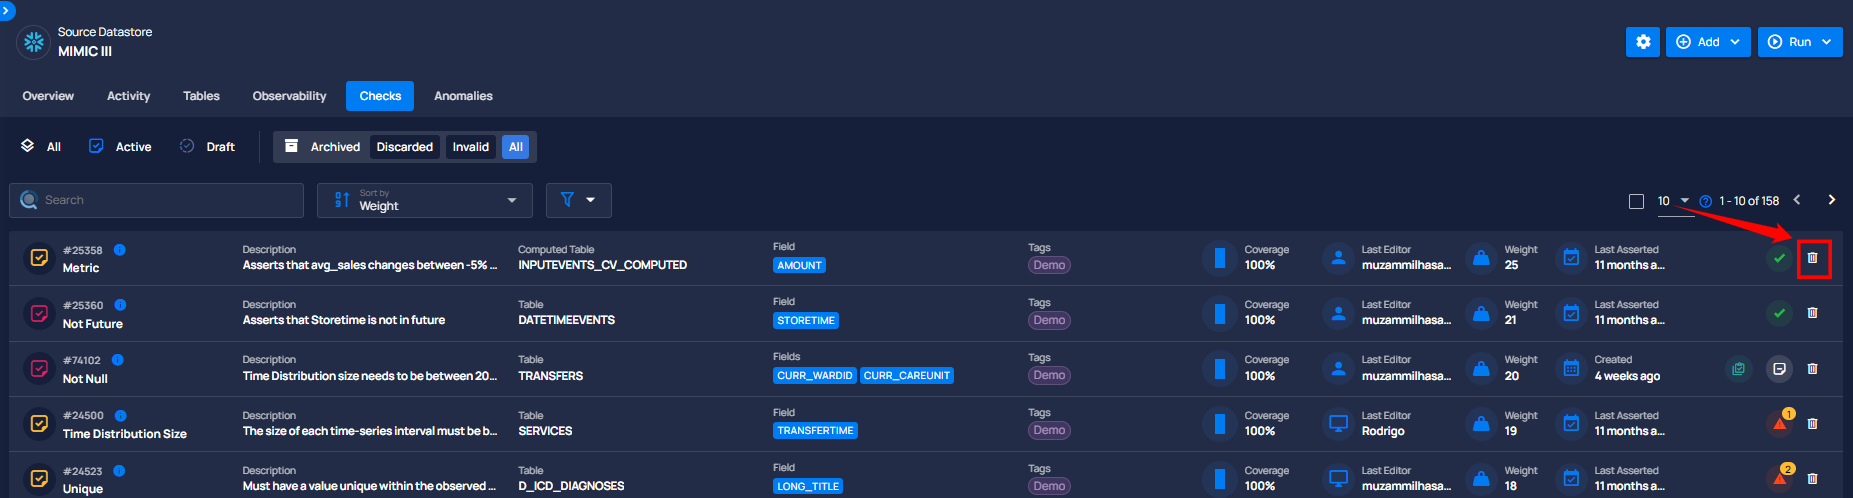 Source Datastore
MIMIC III
Add
Run
Overview Activity Tables Observability Checks Anomalies
All Active Draft Archived Discarded Invalid All
Search
Sort by
Weight
10 1 - 10 of 158
#25358 Description Computed Table Field Tags Coverage Last Editor Weight Last Asserted
Metric Asserts that avg_sales changes between -5% ... INPUTEVENTS_CV_COMPUTED AMOUNT Demo 100% muzammilhasa... 25 11 months a...
#25360 Description Table Field Tags Coverage Last Editor Weight Last Asserted
Not Future Asserts that Storetime is not in future DATETIMEEVENTS STORETIME Demo 100% muzammilhasa... 21 11 months a...
#74102 Description Table Fields Tags Coverage Last Editor Weight Created
Not Null Time Distribution size needs to be between 20... TRANSFERS CURR_WARDID CURR_CAREUNIT Demo 100% muzammilhasa... 20 4 weeks ago
#24500 Description Table Field Tags Coverage Last Editor Weight Last Asserted 1
Time Distribution Size The size of each time-series interval must be b... SERVICES TRANSFERTIME Demo 100% Rodrigo 19 11 months a...
#24523 Description Table Field Tags Coverage Last Editor Weight Last Asserted 2
Unique Must have a value unique within the observed ... D_ICD_DIAGNOSES LONG_TITLE Demo 100% muzammilhasa... 18 11 months a...